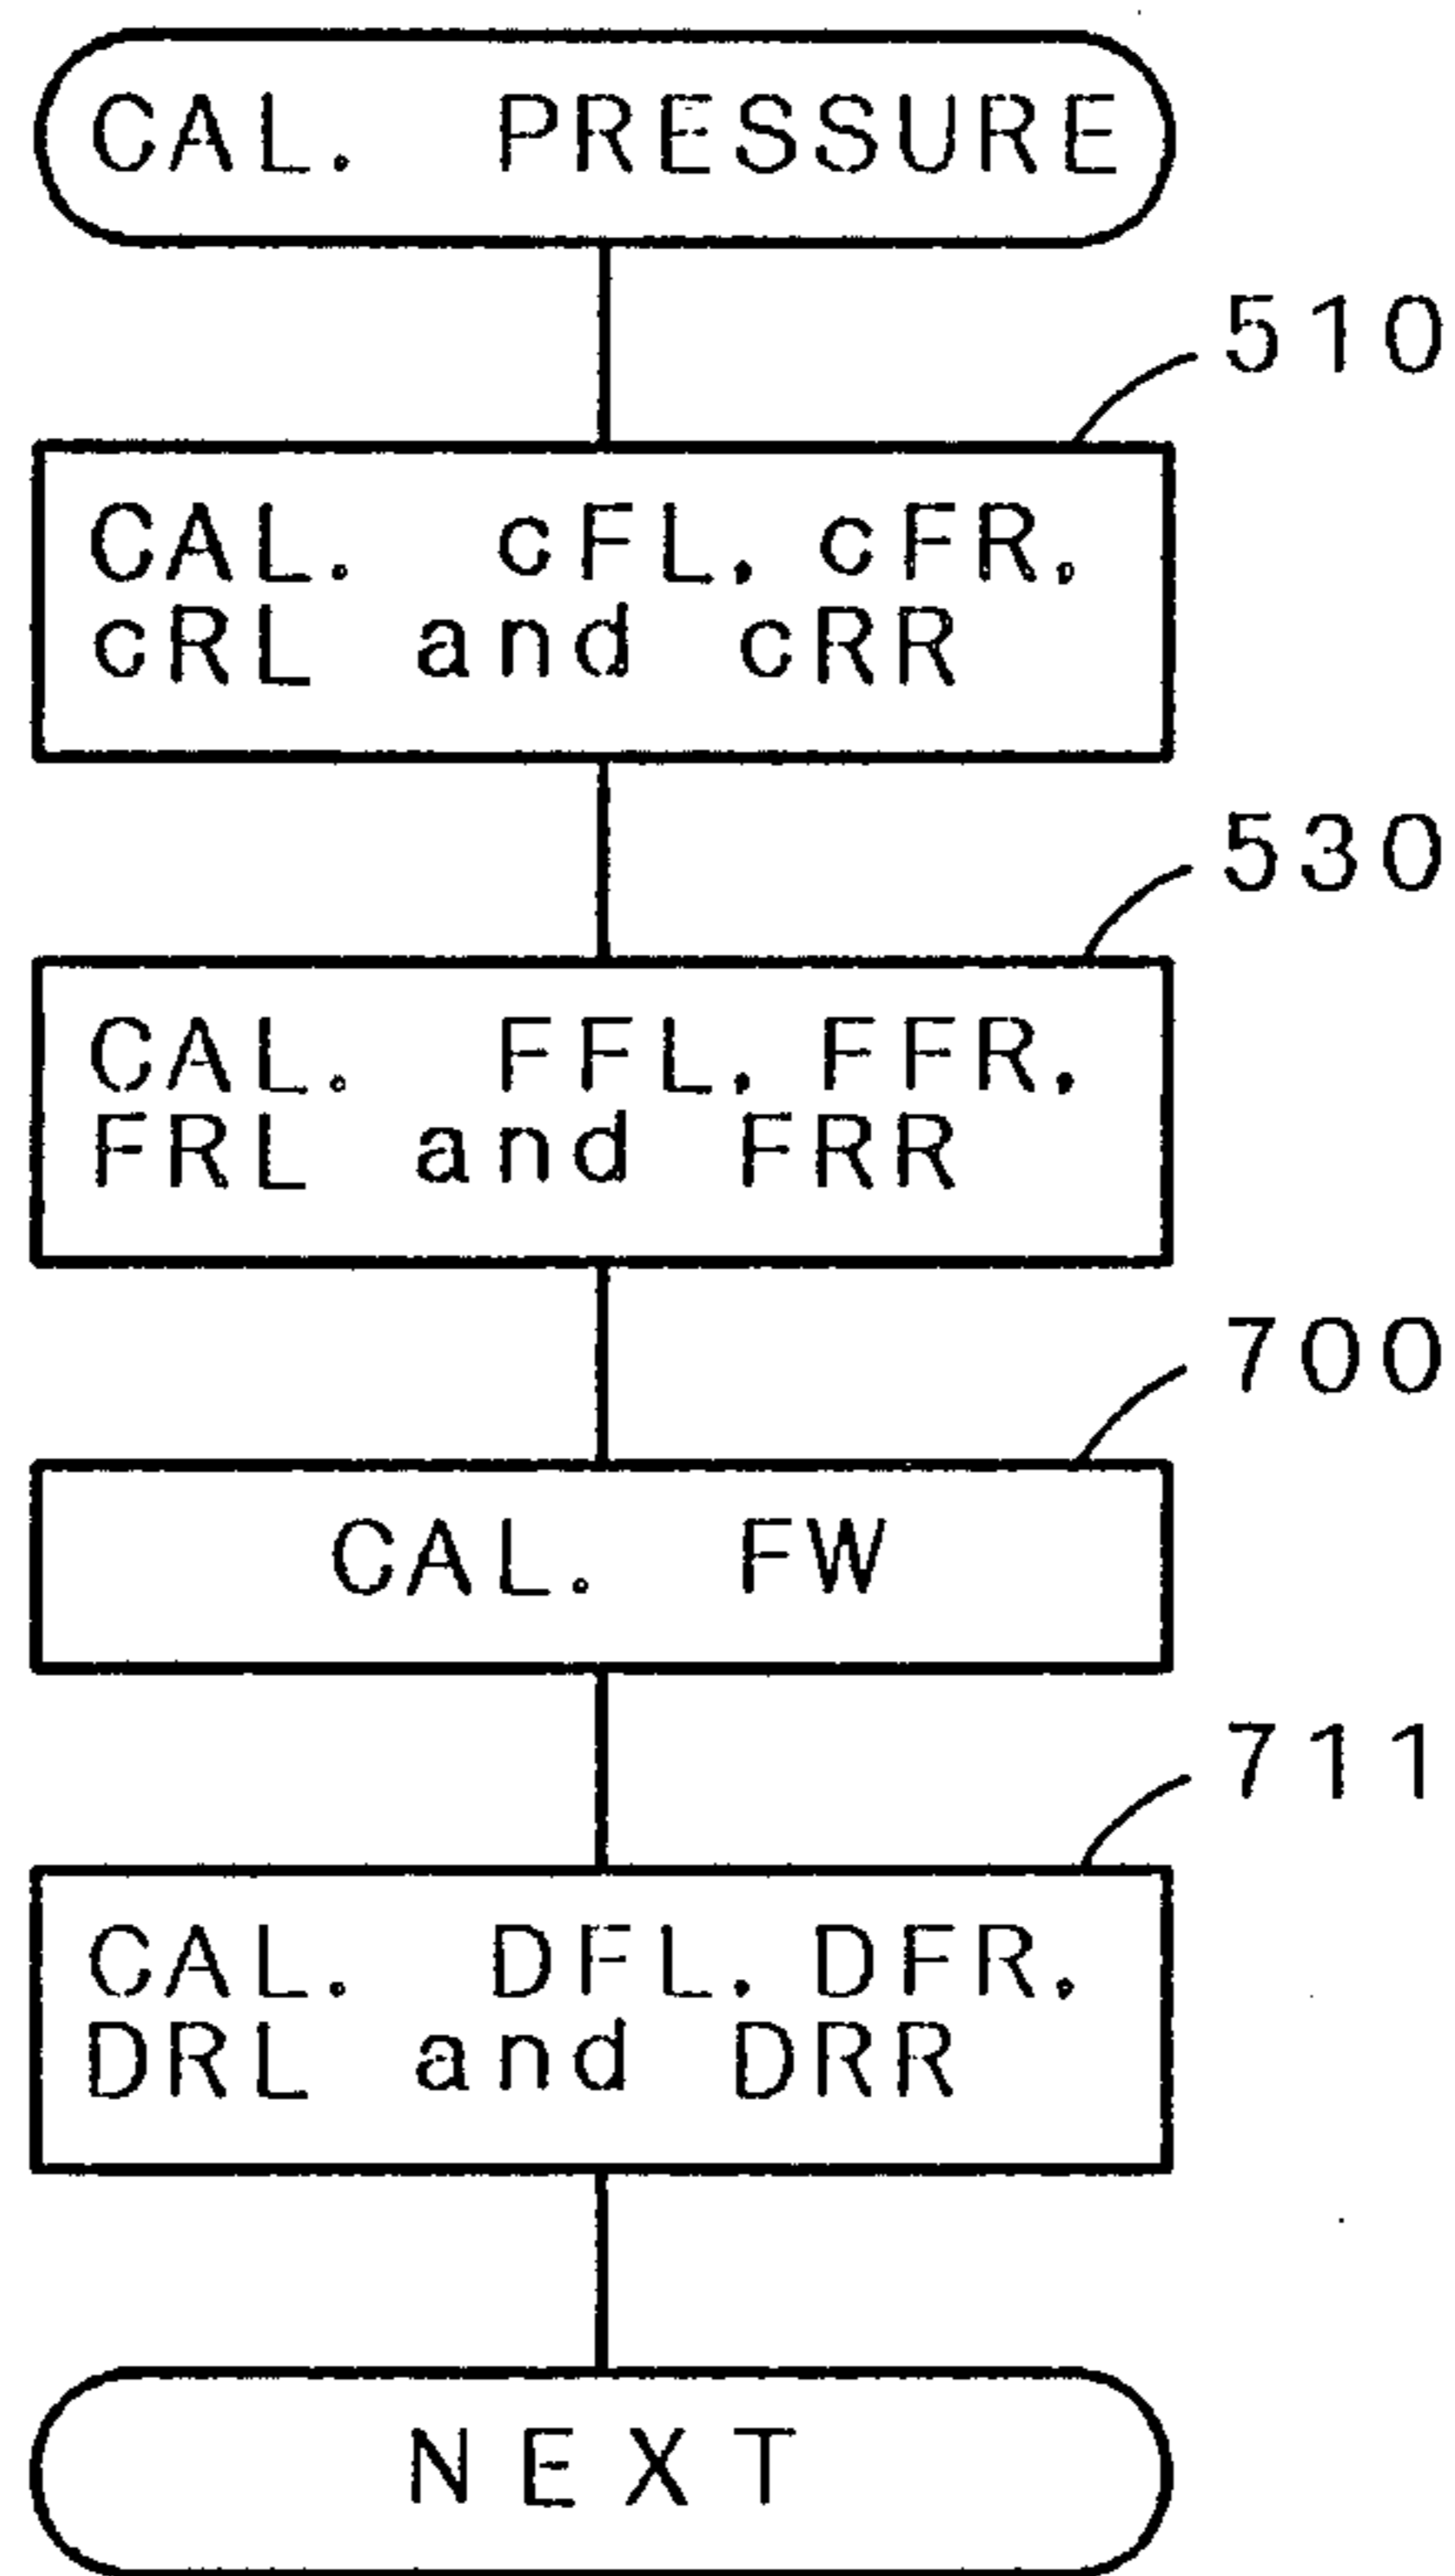 CAL. PRESSURE
510
CAL. cFL, cFR,
cRL and cRR
530
CAL. FFL, FFR,
FRL and FRR
700
CAL. FW
711
CAL. DFL, DFR,
DRL and DRR
NEXT